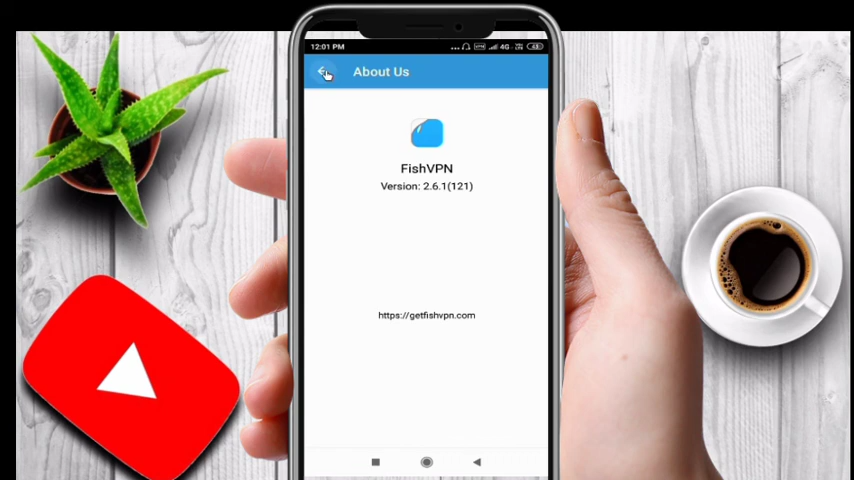 12:01 PM
4G
About Us
FishVPN
Version: 2.6.1(121)
https://getfishvpn.com